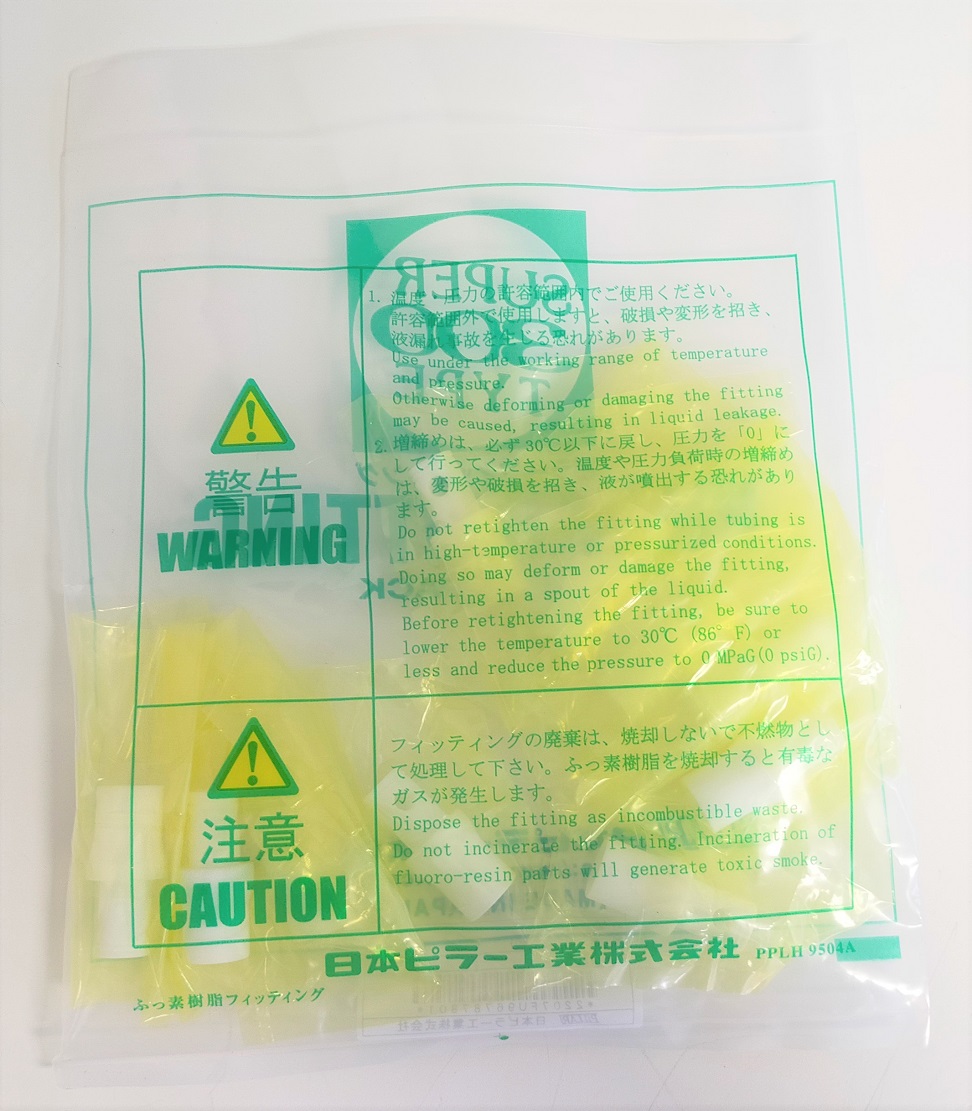 SUPER
300
TYPE
1. 温度・圧力の許容範囲内でご使用ください。
許容範囲外で使用しますと、破損や変形を招き、
液漏れ事故を生じる恐れがあります。
Use under the working range of temperature
and pressure.
Otherwise deforming or damaging the fitting
may be caused, resulting in liquid leakage.
2. 増締めは、必ず30℃以下に戻し、圧力を「0」に
して行ってください。温度や圧力負荷時の増締め
は、変形や破損を招き、液が噴出する恐れがあり
ます。
Do not retighten the fitting while tubing is
in high-temperature or pressurized conditions.
Doing so may deform or damage the fitting,
resulting in a spout of the liquid.
Before retightening the fitting, be sure to
lower the temperature to 30℃ (86°F) or
less and reduce the pressure to 0 MPaG(0 psiG).
警告
WARNING
フィッティングの廃棄は、焼却しないで不燃物とし
て処理して下さい。ふっ素樹脂を焼却すると有毒な
ガスが発生します。
Dispose the fitting as incombustible waste.
Do not incinerate the fitting. Incineration of
fluoro-resin parts will generate toxic smoke.
注意
CAUTION
日本ピラー工業株式会社 PPLH 9504A
ふっ素樹脂フィッティング
日本ピラー工業株式会社